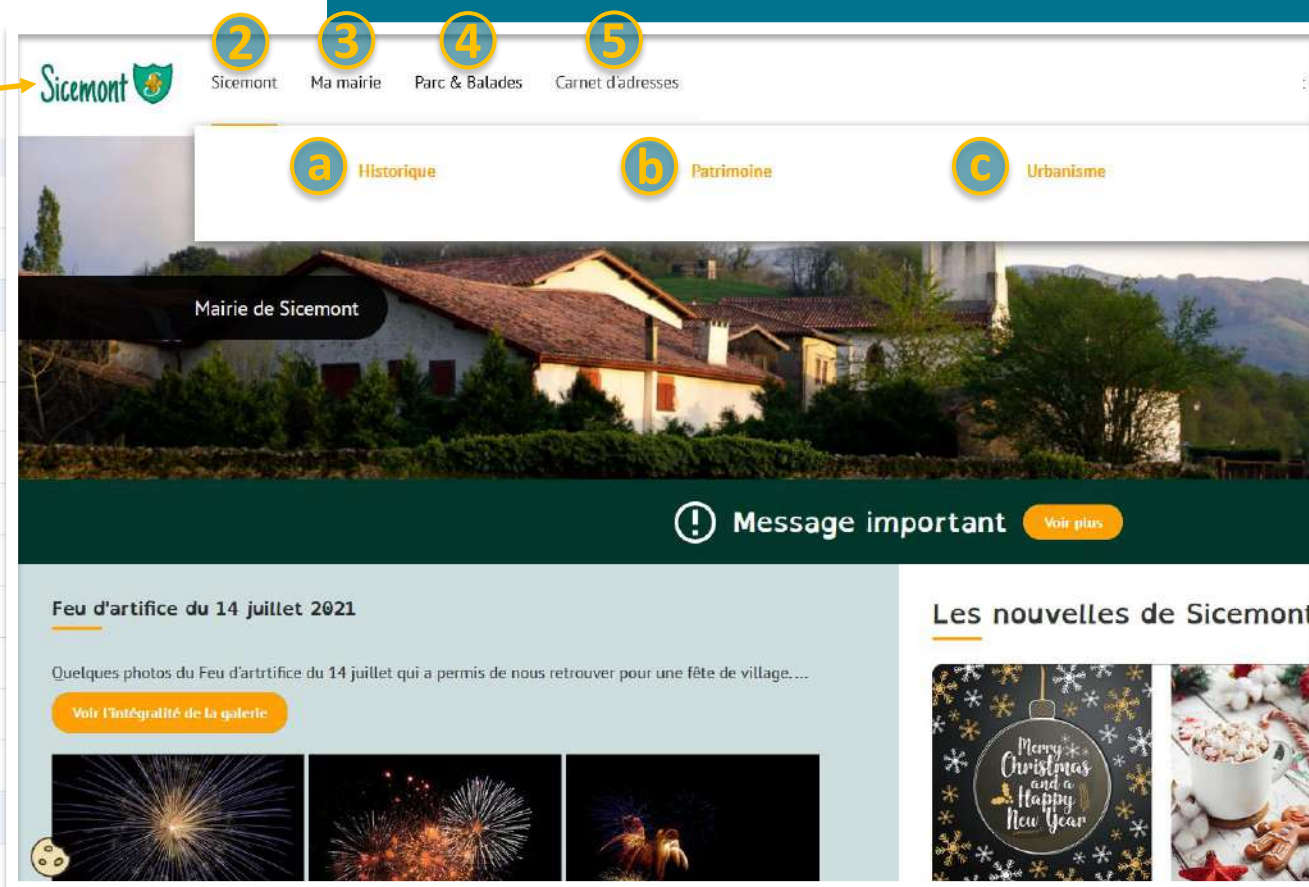 2 3 4 5
Sicemont Sicemont Ma mairie Parc & Balades Carnet d'adresses
a Historique b Patrimoine c Urbanisme
Mairie de Sicemont
Message important Voir plus
Feu d'artifice du 14 juillet 2021
Quelques photos du Feu d'artrtifice du 14 juillet qui a permis de nous retrouver pour une fête de village....
Voir l'intégralité de la galerie
Les nouvelles de Sicemont
Merry
Christmas
and a
Happy
New Year